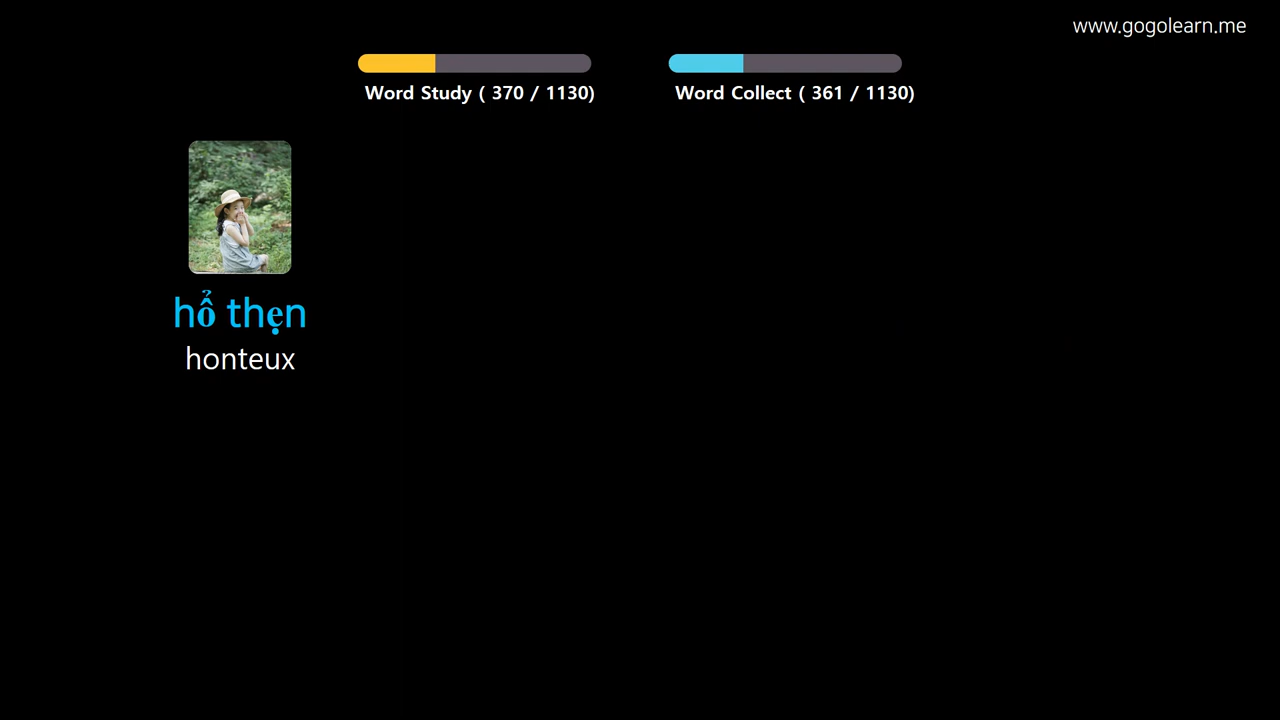 www.gogolearn.me
Word Study ( 370 / 1130)
Word Collect ( 361 / 1130)
hổ thẹn
honteux